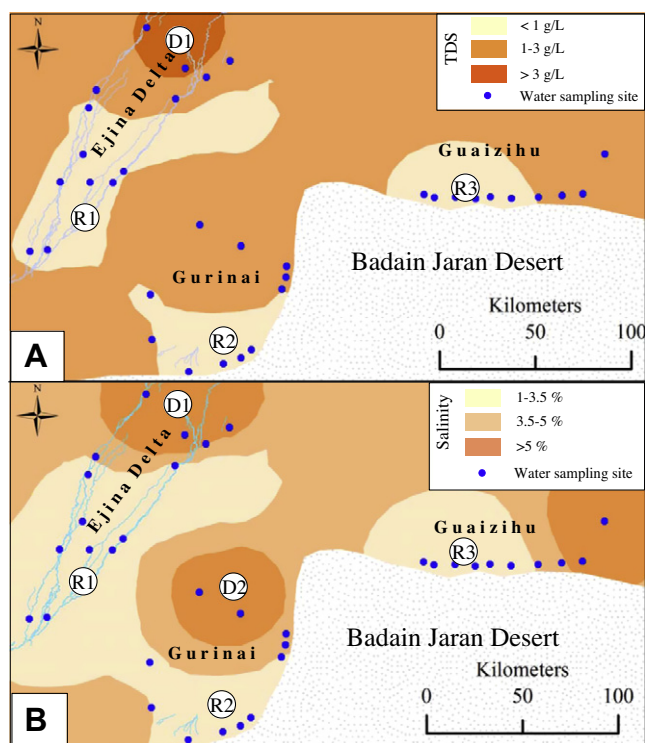 N
D1
TDS
< 1 g/L
1-3 g/L
> 3 g/L
Water sampling site
Ejina Delta
Guaizihu
R3
R1
Gurinai
Badain Jaran Desert
Kilometers
0 50 100
R2
A
N
D1
Salinity
1-3.5 %
3.5-5 %
>5 %
Water sampling site
Ejina Delta
Guaizihu
R3
R1
D2
Gurinai
Badain Jaran Desert
Kilometers
0 50 100
R2
B